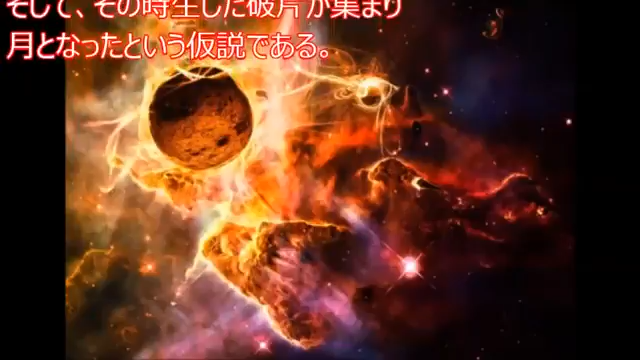 そして、その時生じた破片が集まり
月となったという仮説である。